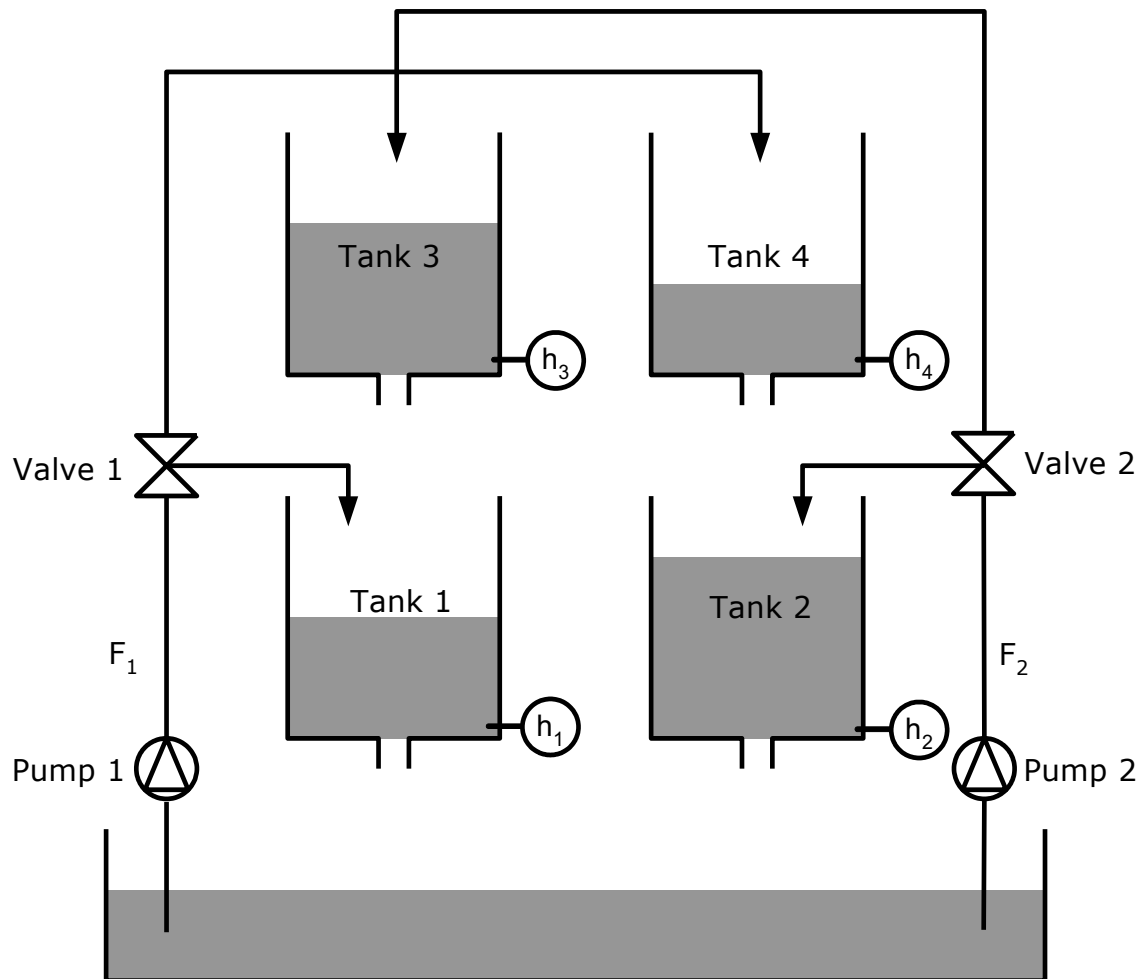 Tank 3
Tank 4
h3
h4
Valve 1
Valve 2
Tank 1
Tank 2
F1
F2
h1
h2
Pump 1
Pump 2